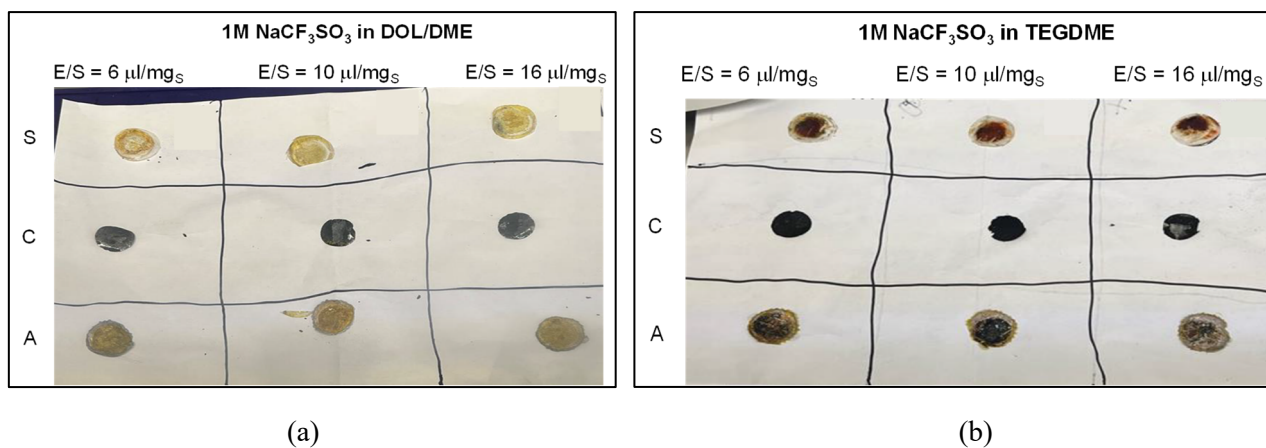 1M NaCF₃SO₃ in DOL/DME
E/S = 6 μl/mgₛ E/S = 10 μl/mgₛ E/S = 16 μl/mgₛ
S
C
A
(a)
1M NaCF₃SO₃ in TEGDME
E/S = 6 μl/mgₛ E/S = 10 μl/mgₛ E/S = 16 μl/mgₛ
S
C
A
(b)